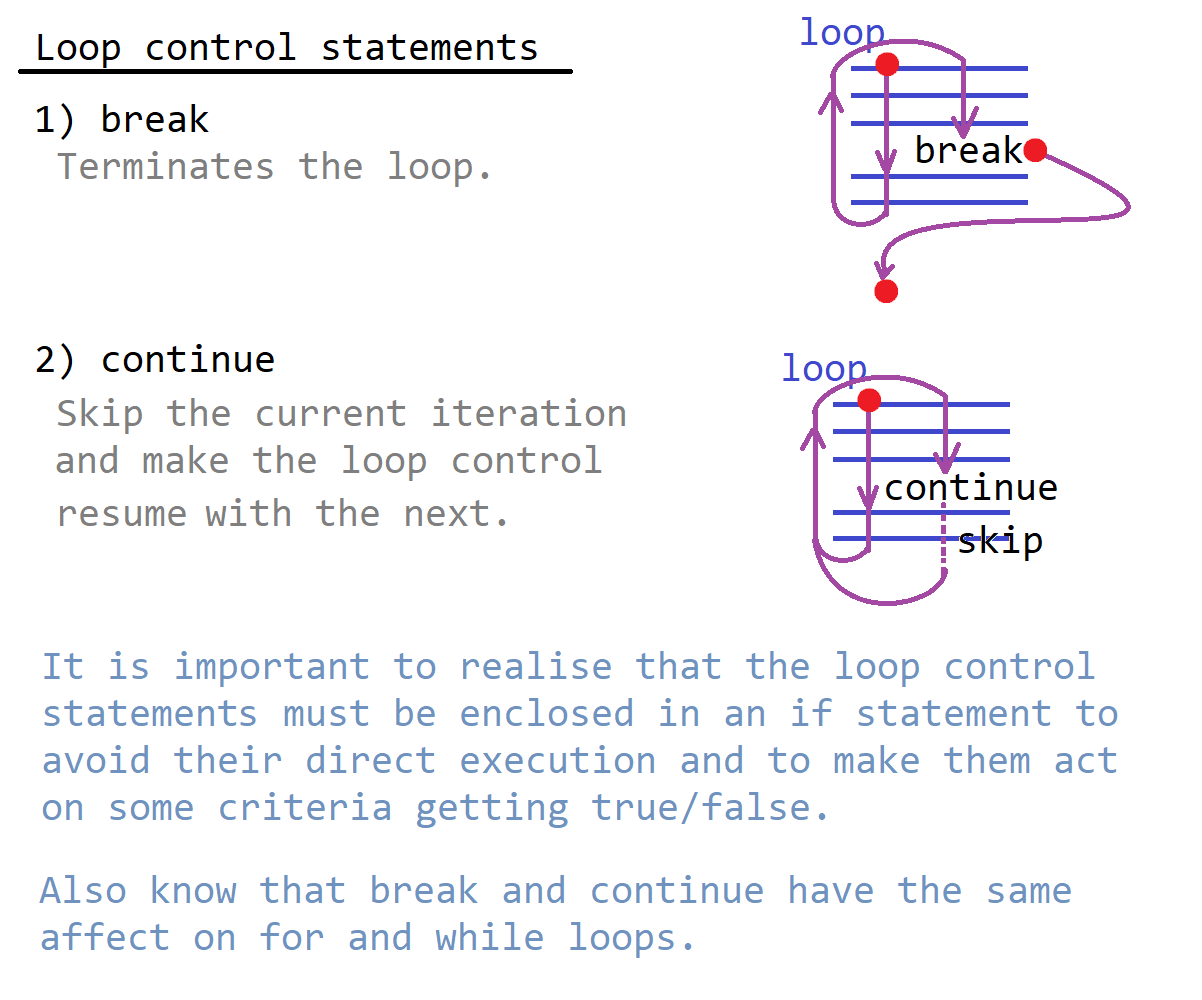 Loop control statements
1) break
Terminates the loop.
loop
break
2) continue
Skip the current iteration
and make the loop control
resume with the next.
loop
continue
skip
It is important to realise that the loop control
statements must be enclosed in an if statement to
avoid their direct execution and to make them act
on some criteria getting true/false.
Also know that break and continue have the same
affect on for and while loops.